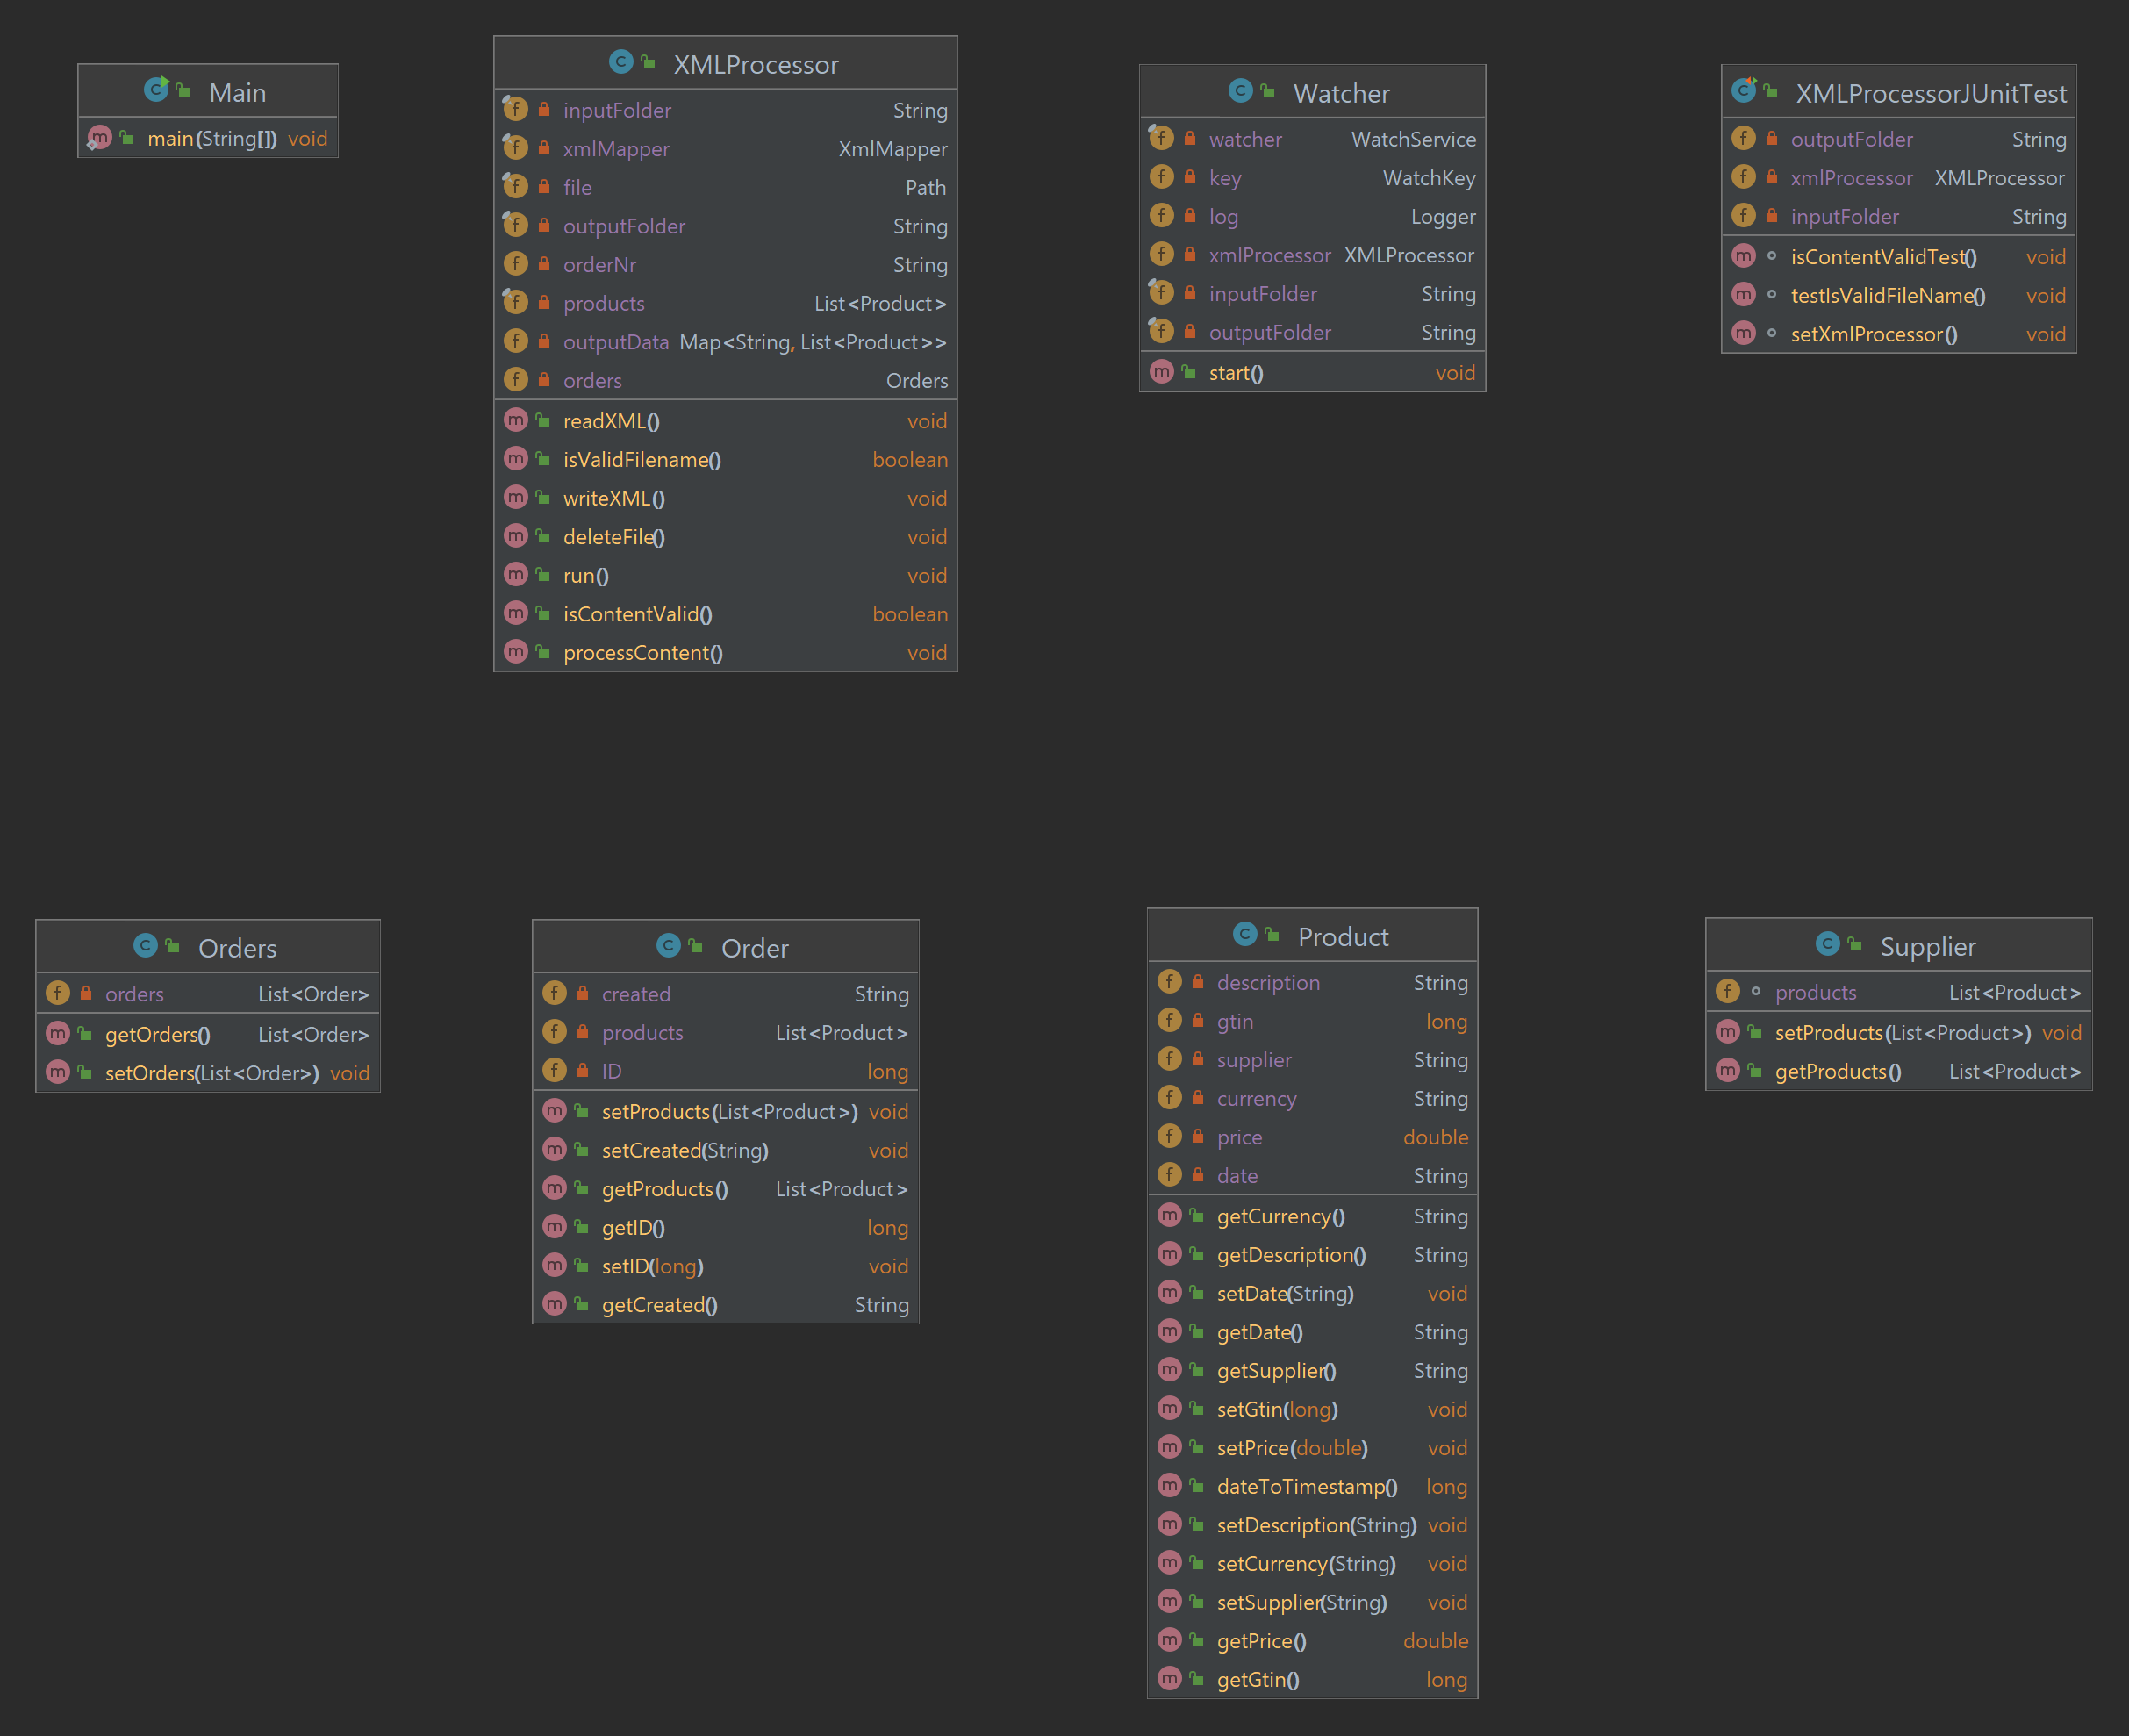 Main
main(String[]) void
XMLProcessor
inputFolder String
xmlMapper XmlMapper
file Path
outputFolder String
orderNr String
products List<Product>
outputData Map<String, List<Product>>
orders Orders
readXML() void
isValidFilename() boolean
writeXML() void
deleteFile() void
run() void
isContentValid() boolean
processContent() void
Watcher
watcher WatchService
key WatchKey
log Logger
xmlProcessor XMLProcessor
inputFolder String
outputFolder String
start() void
XMLProcessorJUnitTest
outputFolder String
xmlProcessor XMLProcessor
inputFolder String
isContentValidTest() void
testIsValidFileName() void
setXmlProcessor() void
Orders
orders List<Order>
getOrders() List<Order>
setOrders(List<Order>) void
Order
created String
products List<Product>
ID long
setProducts(List<Product>) void
setCreated(String) void
getProducts() List<Product>
getID() long
setID(long) void
getCreated() String
Product
description String
gtin long
supplier String
currency String
price double
date String
getCurrency() String
getDescription() String
setDate(String) void
getDate() String
getSupplier() String
setGtin(long) void
setPrice(double) void
dateToTimestamp() long
setDescription(String) void
setCurrency(String) void
setSupplier(String) void
getPrice() double
getGtin() long
Supplier
products List<Product>
setProducts(List<Product>) void
getProducts() List<Product>